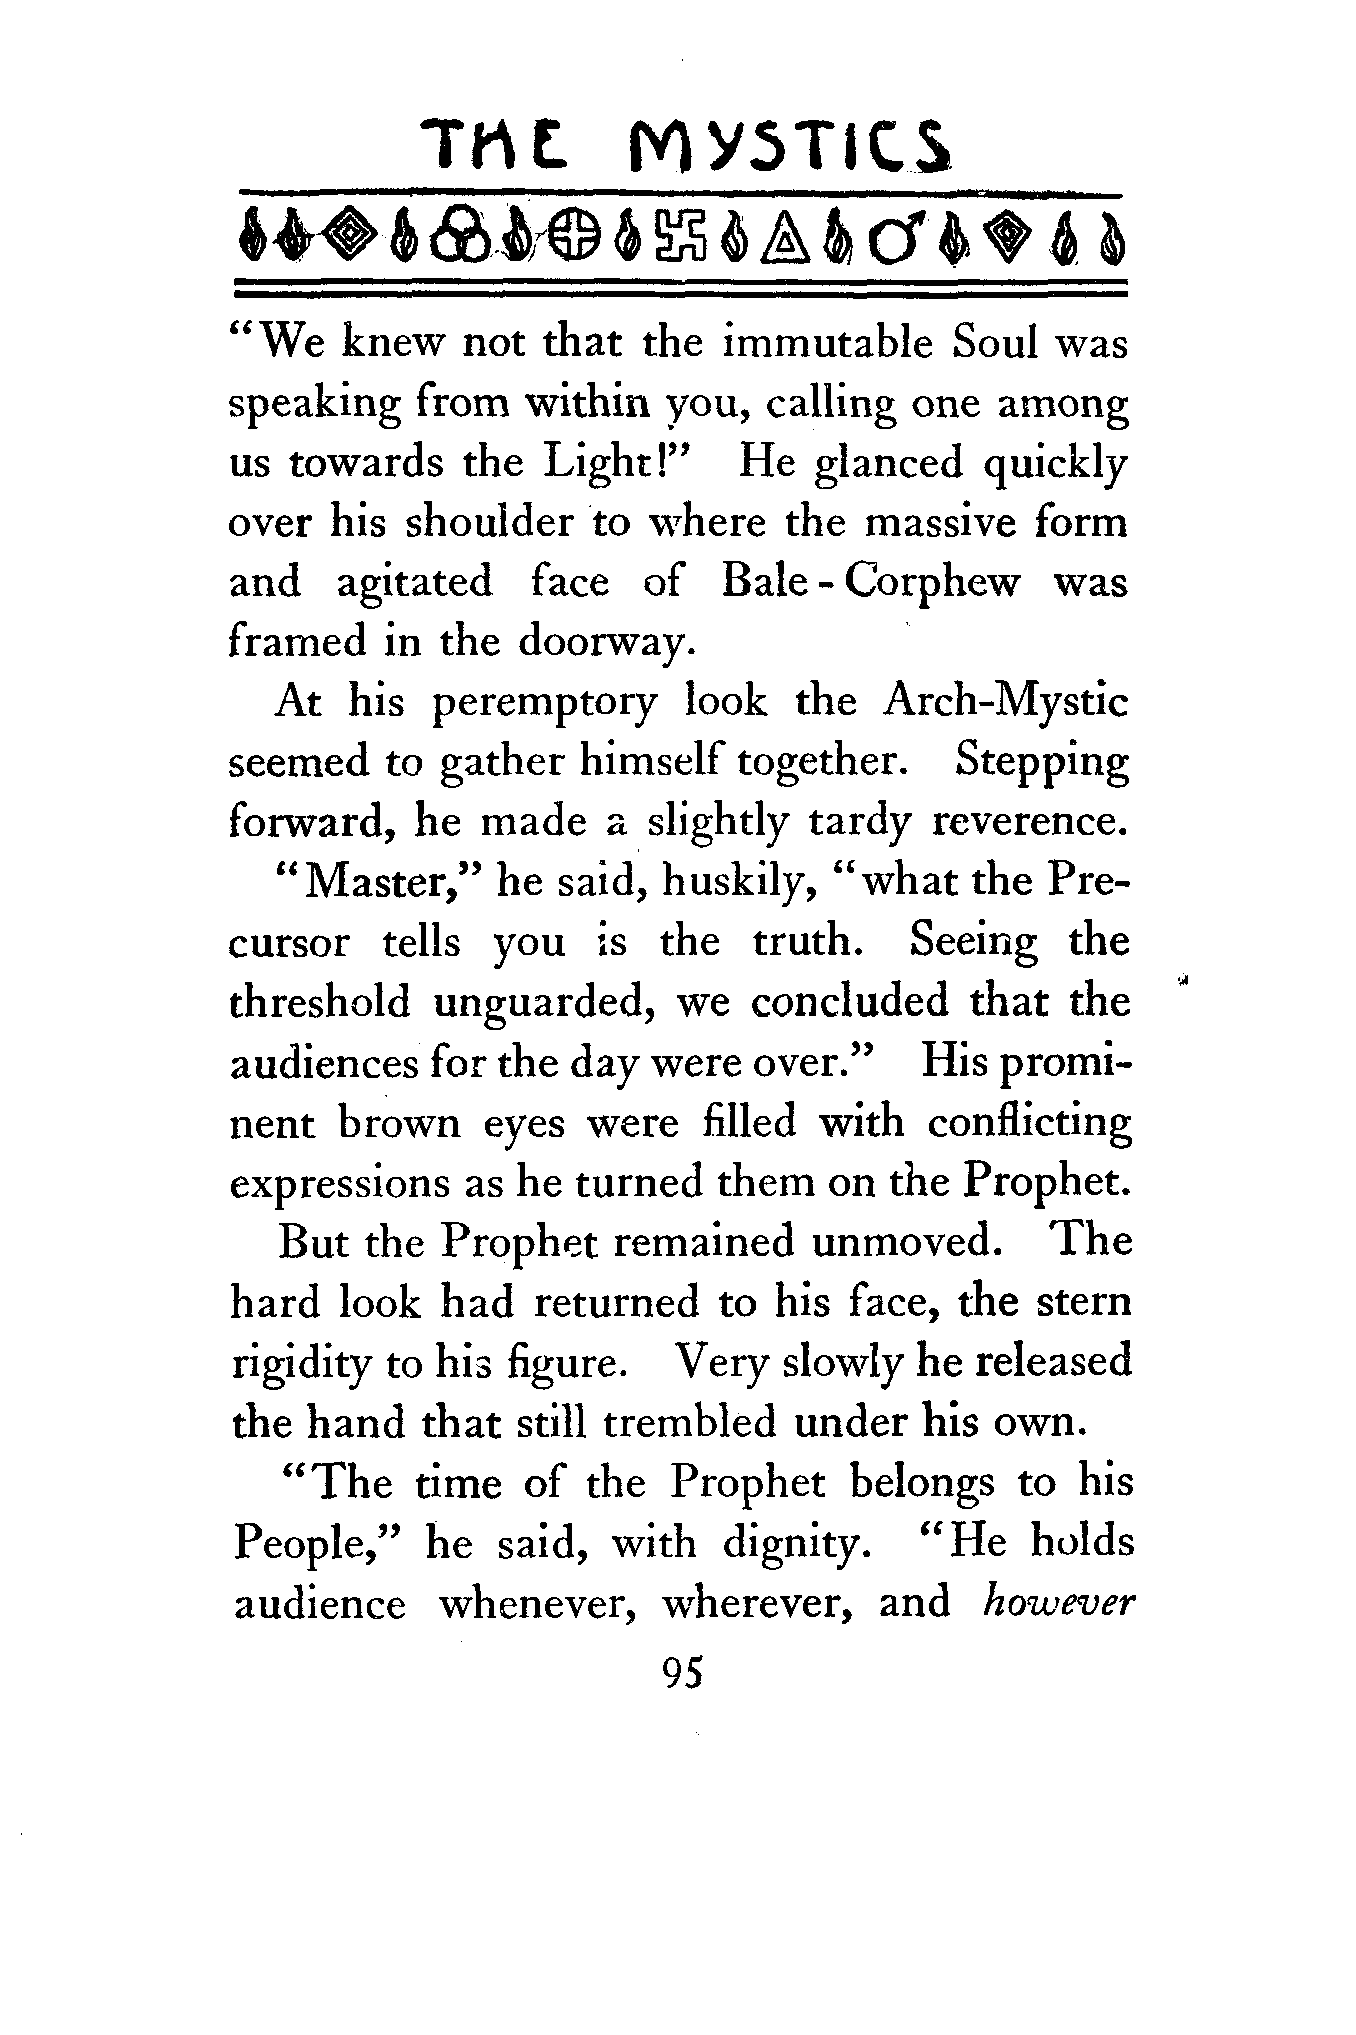 THE MYSTICS
"We knew not that the immutable Soul was
speaking from within you, calling one among
us towards the Light!" He glanced quickly
over his shoulder to where the massive form
and agitated face of Bale-Corphew was
framed in the doorway.
At his peremptory look the Arch-Mystic
seemed to gather himself together. Stepping
forward, he made a slightly tardy reverence.
"Master," he said, huskily, "what the Pre-
cursor tells you is the truth. Seeing the
threshold unguarded, we concluded that the
audiences for the day were over." His promi-
nent brown eyes were filled with conflicting
expressions as he turned them on the Prophet.
But the Prophet remained unmoved. The
hard look had returned to his face, the stern
rigidity to his figure. Very slowly he released
the hand that still trembled under his own.
"The time of the Prophet belongs to his
People," he said, with dignity. "He holds
audience whenever, wherever, and however
95